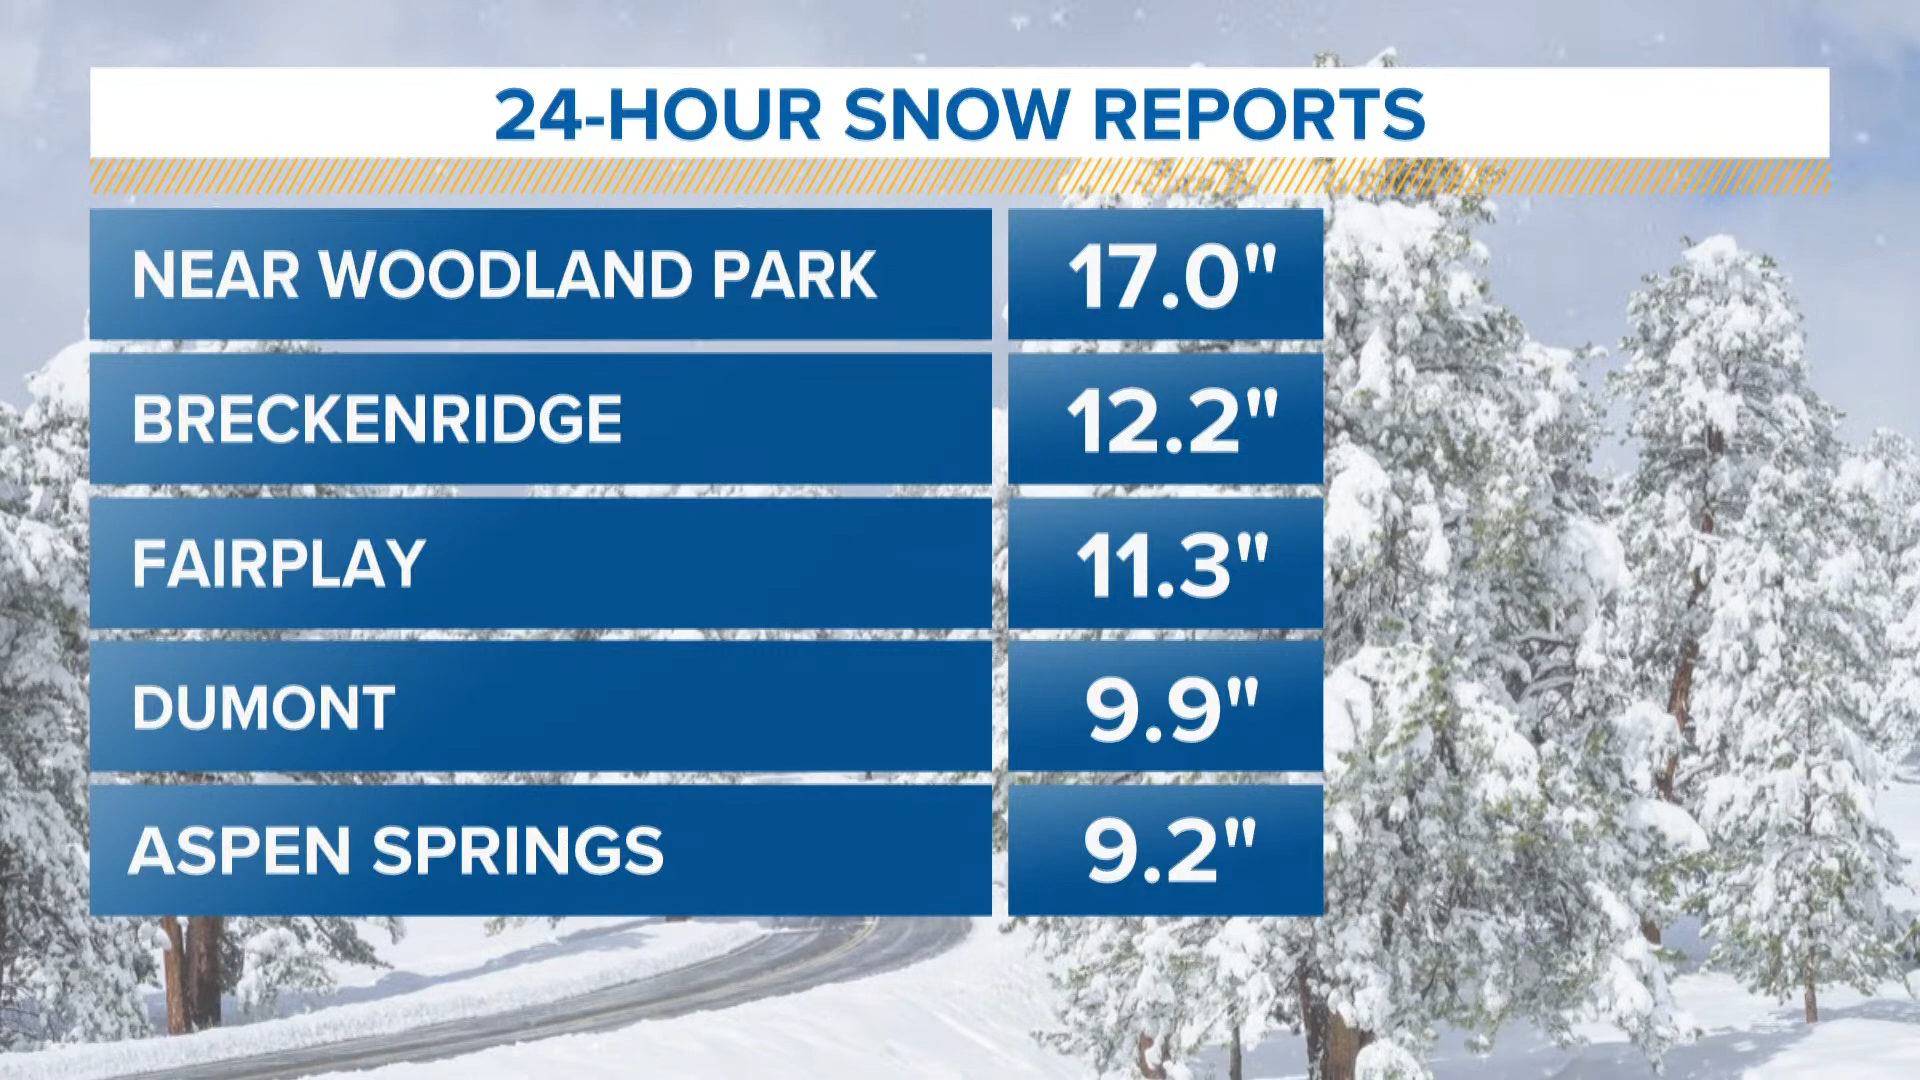 24-HOUR SNOW REPORTS
NEAR WOODLAND PARK 17.0"
BRECKENRIDGE 12.2"
FAIRPLAY 11.3"
DUMONT 9.9"
ASPEN SPRINGS 9.2"